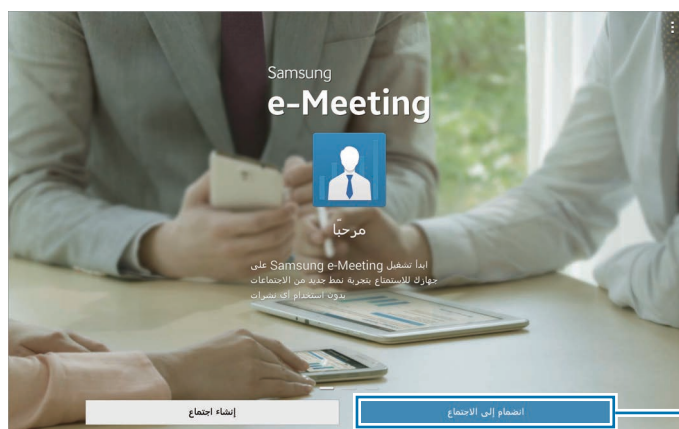 Samsung
e-Meeting
مرحبًا
ابدأ تشغيل Samsung e-Meeting على
جهازك للاستمتاع بتجربة نمط جديد من الاجتماعات
بدون استخدام أي نشرات
انضمام إلى الاجتماع
إنشاء اجتماع